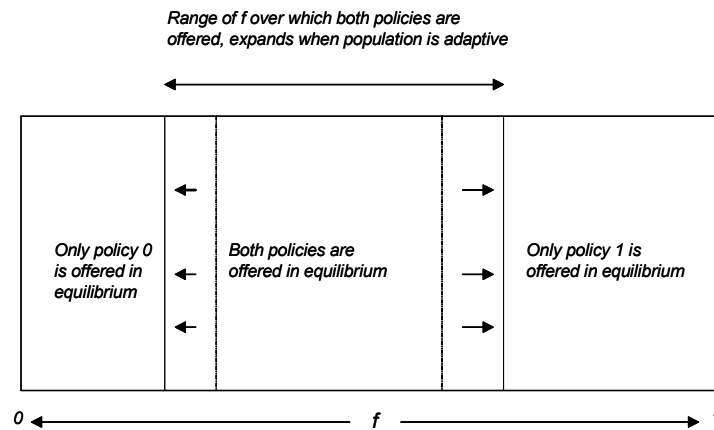 Range of f over which both policies are
offered, expands when population is adaptive
Only policy 0
is offered in
equilibrium
Both policies are
offered in equilibrium
Only policy 1 is
offered in equilibrium
0
f